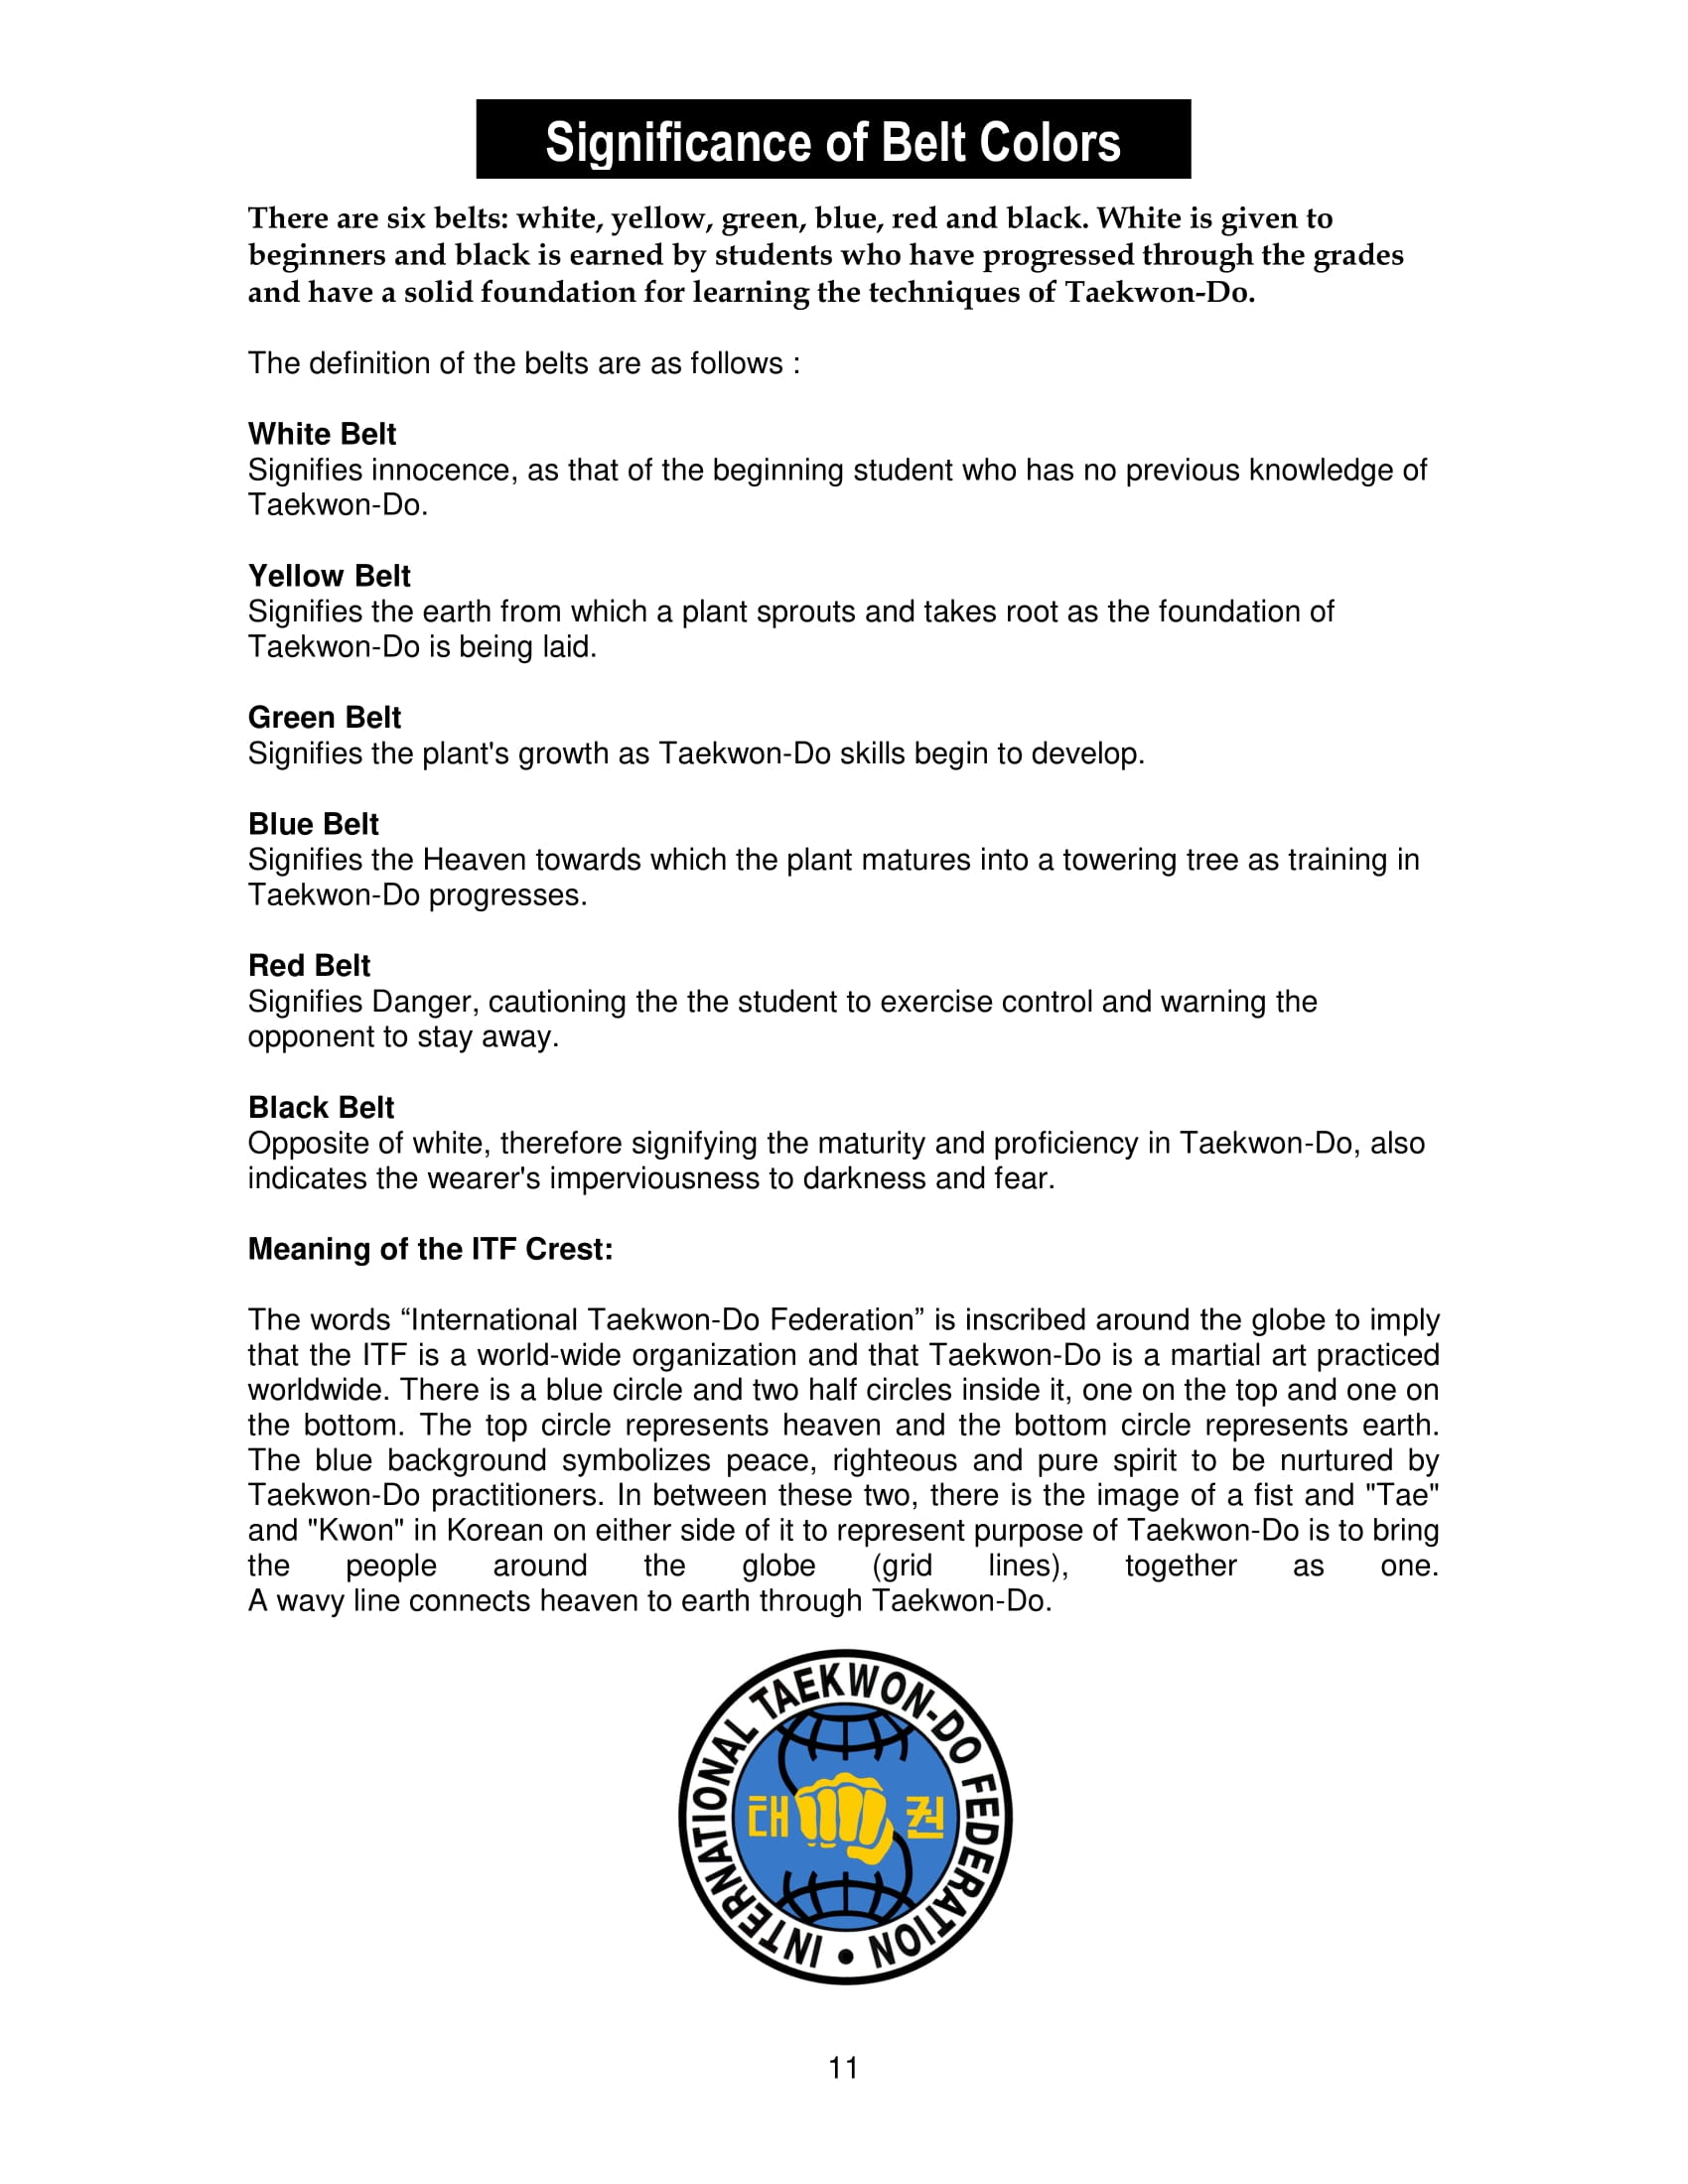 Significance of Belt Colors
There are six belts: white, yellow, green, blue, red and black. White is given to
beginners and black is earned by students who have progressed through the grades
and have a solid foundation for learning the techniques of Taekwon-Do.
The definition of the belts are as follows :
White Belt
Signifies innocence, as that of the beginning student who has no previous knowledge of
Taekwon-Do.
Yellow Belt
Signifies the earth from which a plant sprouts and takes root as the foundation of
Taekwon-Do is being laid.
Green Belt
Signifies the plant's growth as Taekwon-Do skills begin to develop.
Blue Belt
Signifies the Heaven towards which the plant matures into a towering tree as training in
Taekwon-Do progresses.
Red Belt
Signifies Danger, cautioning the the student to exercise control and warning the
opponent to stay away.
Black Belt
Opposite of white, therefore signifying the maturity and proficiency in Taekwon-Do, also
indicates the wearer's imperviousness to darkness and fear.
Meaning of the ITF Crest:
The words “International Taekwon-Do Federation” is inscribed around the globe to imply
that the ITF is a world-wide organization and that Taekwon-Do is a martial art practiced
worldwide. There is a blue circle and two half circles inside it, one on the top and one on
the bottom. The top circle represents heaven and the bottom circle represents earth.
The blue background symbolizes peace, righteous and pure spirit to be nurtured by
Taekwon-Do practitioners. In between these two, there is the image of a fist and "Tae"
and "Kwon" in Korean on either side of it to represent purpose of Taekwon-Do is to bring
the people around the globe (grid lines), together as one.
A wavy line connects heaven to earth through Taekwon-Do.
INTERNATIONAL TAEKWON-DO FEDERATION •
태 권
11